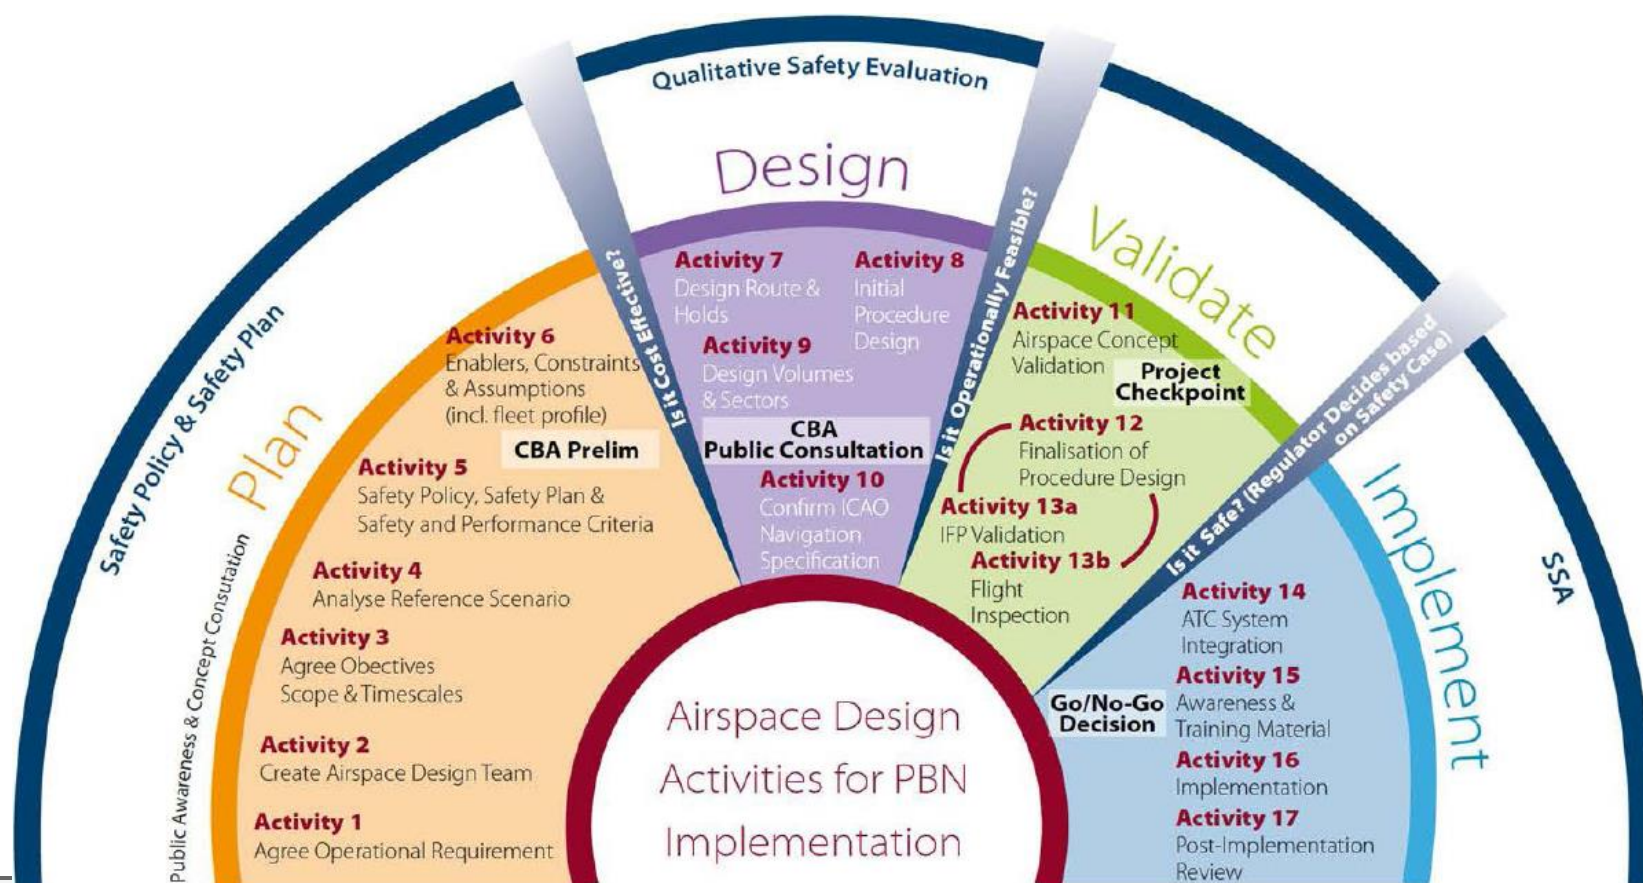 Safety Policy & Safety Plan
Public Awareness & Concept Consutation
Plan
Activity 6
Enablers, Constraints
& Assumptions
(incl. fleet profile)
CBA Prelim
Activity 5
Safety Policy, Safety Plan &
Safety and Performance Criteria
Activity 4
Analyse Reference Scenario
Activity 3
Agree Obectives
Scope & Timescales
Activity 2
Create Airspace Design Team
Activity 1
Agree Operational Requirement
Is it Cost Effective?
Qualitative Safety Evaluation
Design
Activity 7
Design Route &
Holds
Activity 8
Initial
Procedure
Design
Activity 9
Design Volumes
& Sectors
CBA
Public Consultation
Activity 10
Confirm ICAO
Navigation
Specification
Is it Operationally Feasible?
Validate
Activity 11
Airspace Concept
Validation
Project
Checkpoint
Activity 12
Finalisation of
Procedure Design
Activity 13a
IFP Validation
Activity 13b
Flight
Inspection
Is it Safe? (Regulator Decides based
on Safety Case)
Implement
SSA
Activity 14
ATC System
Integration
Activity 15
Awareness &
Training Material
Go/No-Go
Decision
Activity 16
Implementation
Activity 17
Post-Implementation
Review
Airspace Design
Activities for PBN
Implementation